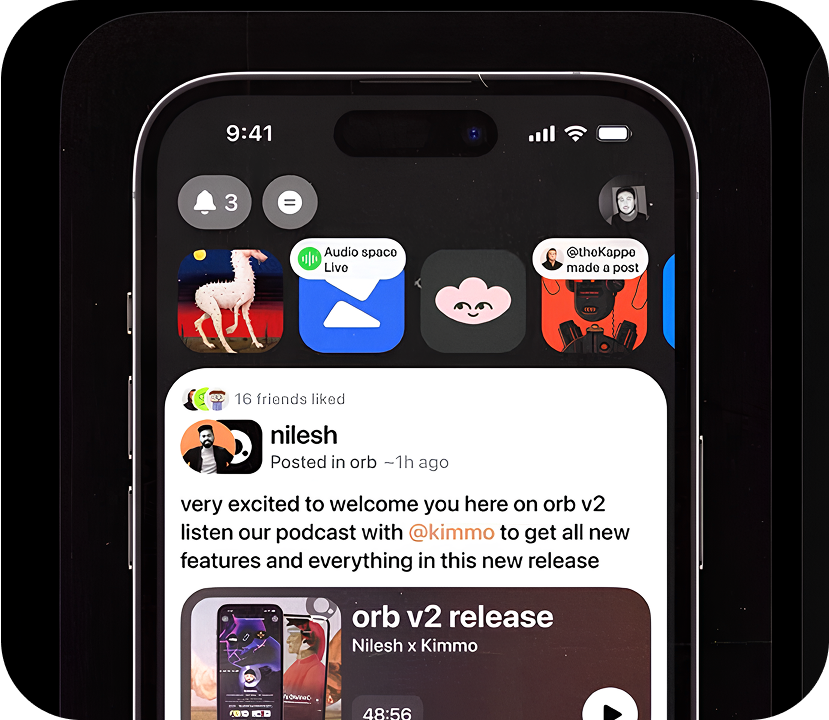 9:41
3
Audio space
Live
@theKappe
made a post
16 friends liked
nilesh
Posted in orb ~1h ago
very excited to welcome you here on orb v2
listen our podcast with @kimmo to get all new
features and everything in this new release
orb v2 release
Nilesh x Kimmo
48:56